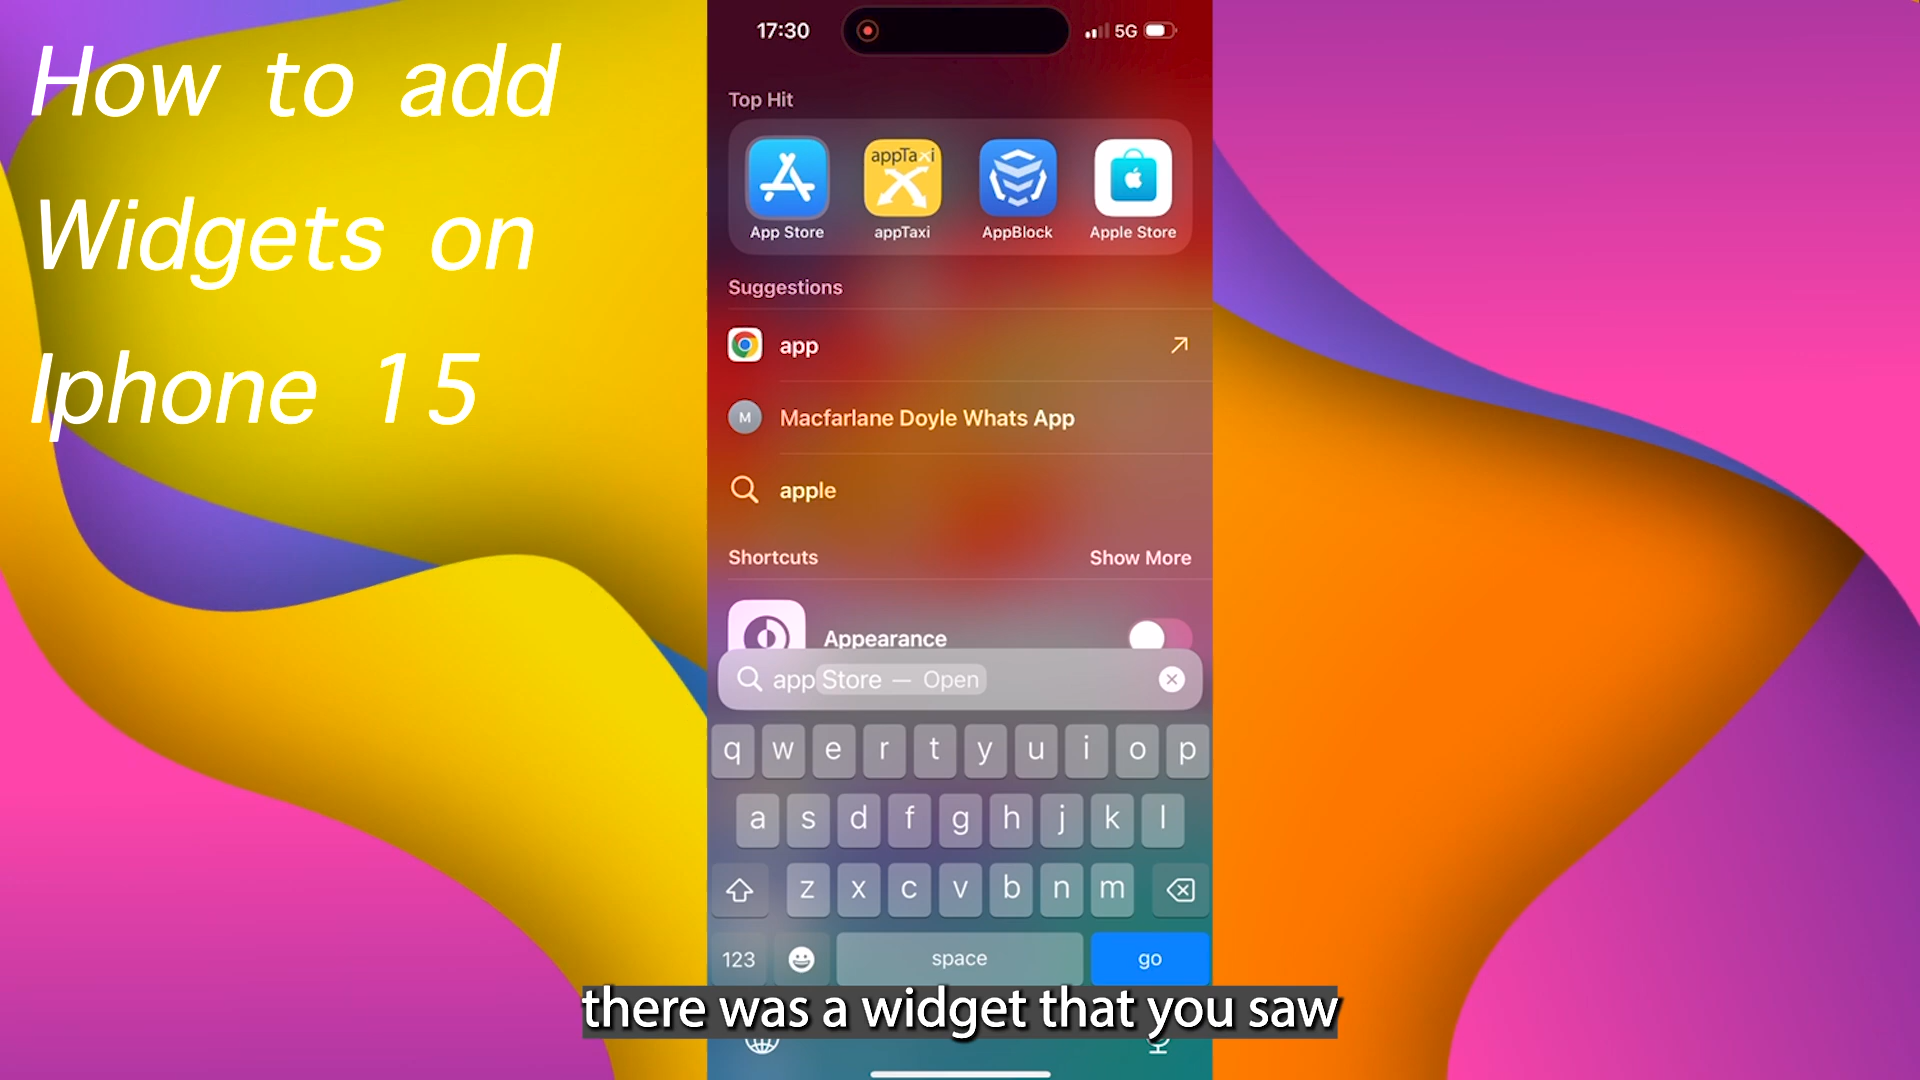 How to add
Widgets on
Iphone 15
17:30
5G
Top Hit
appTaxi
App Store
appTaxi
AppBlock
Apple Store
Suggestions
app
M
Macfarlane Doyle Whats App
apple
Shortcuts
Show More
Appearance
app Store — Open
q w e r t y u i o p
a s d f g h j k l
z x c v b n m
123
space
go
there was a widget that you saw